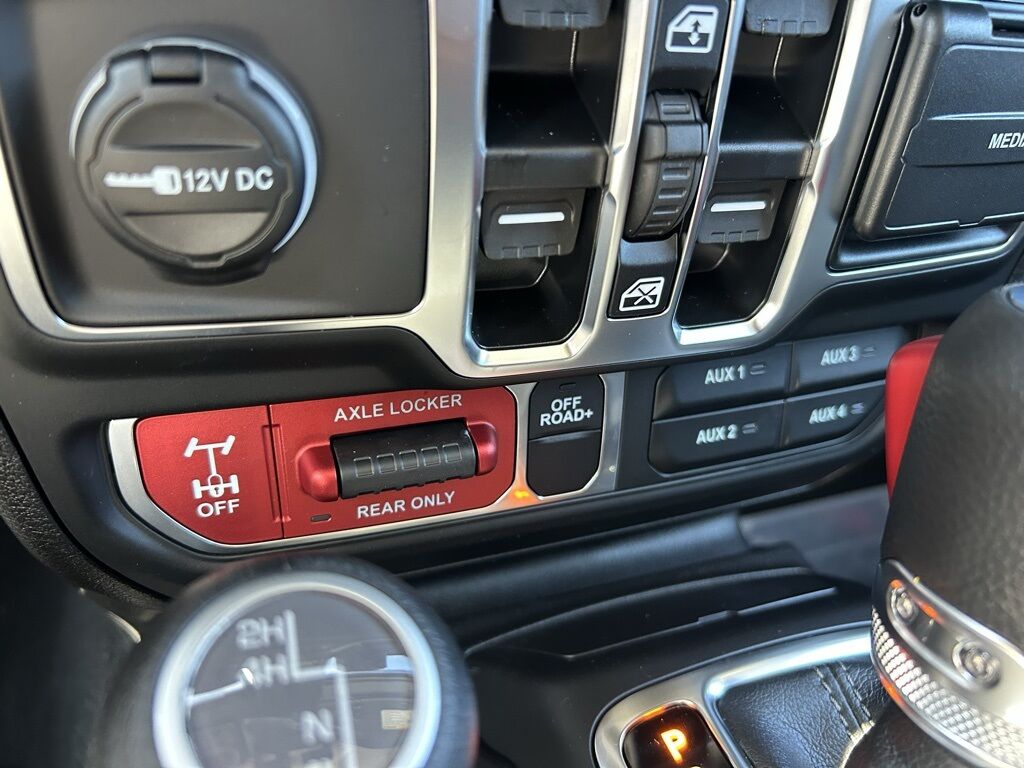 12V DC
MEDI
AXLE LOCKER
REAR ONLY
OFF
OFF
ROAD+
AUX 1
AUX 3
AUX 2
AUX 4
2H
4H
N
P